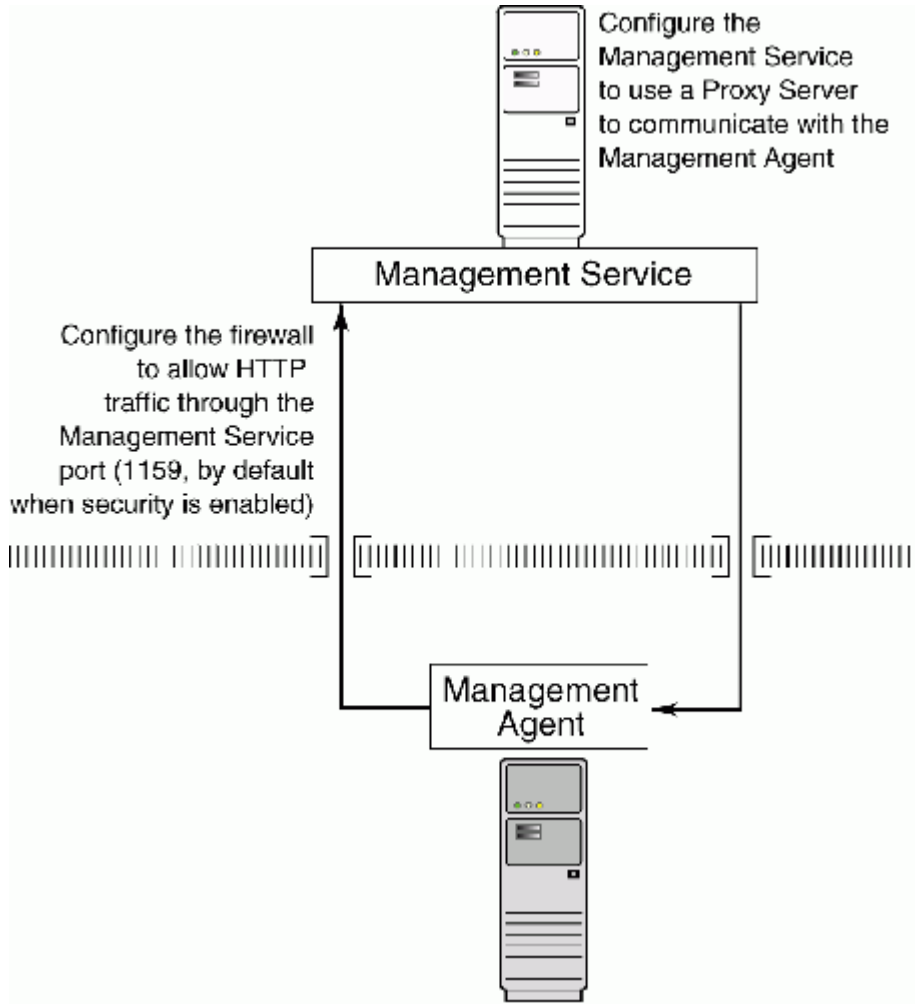 Configure the
Management Service
to use a Proxy Server
to communicate with the
Management Agent
Management Service
Configure the firewall
to allow HTTP
traffic through the
Management Service
port (1159, by default
when security is enabled)
Management
Agent